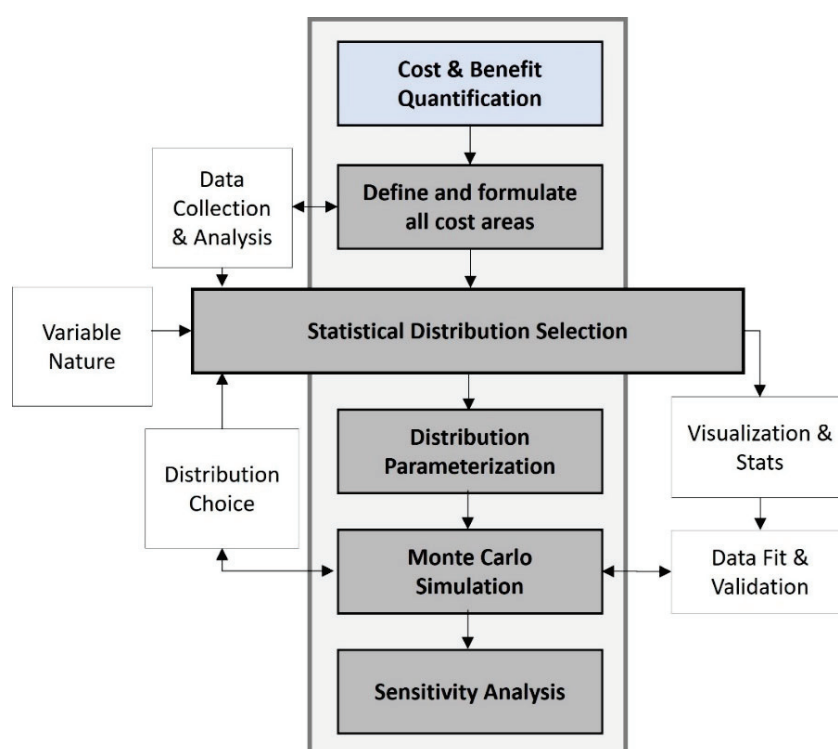 Cost & Benefit
Quantification
Data
Collection
& Analysis
Define and formulate
all cost areas
Variable
Nature
Statistical Distribution Selection
Distribution
Choice
Distribution
Parameterization
Visualization &
Stats
Monte Carlo
Simulation
Data Fit &
Validation
Sensitivity Analysis